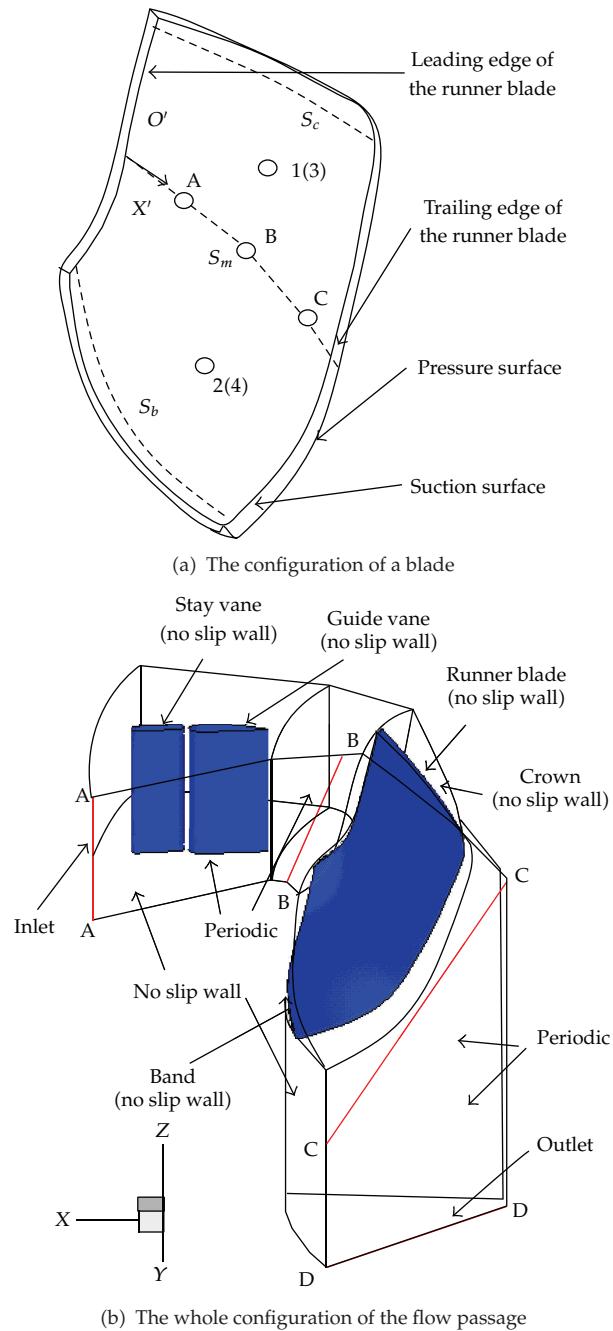 Leading edge of
the runner blade
O′
S_c
1(3)
A
X′
Trailing edge of
the runner blade
B
S_m
C
2(4)
Pressure surface
S_b
Suction surface
(a) The configuration of a blade
Stay vane
(no slip wall)
Guide vane
(no slip wall)
Runner blade
(no slip wall)
B
Crown
(no slip wall)
A
C
Inlet
A
B
Periodic
No slip wall
Periodic
Band
(no slip wall)
C
Outlet
Z
X
Y
D
D
(b) The whole configuration of the flow passage